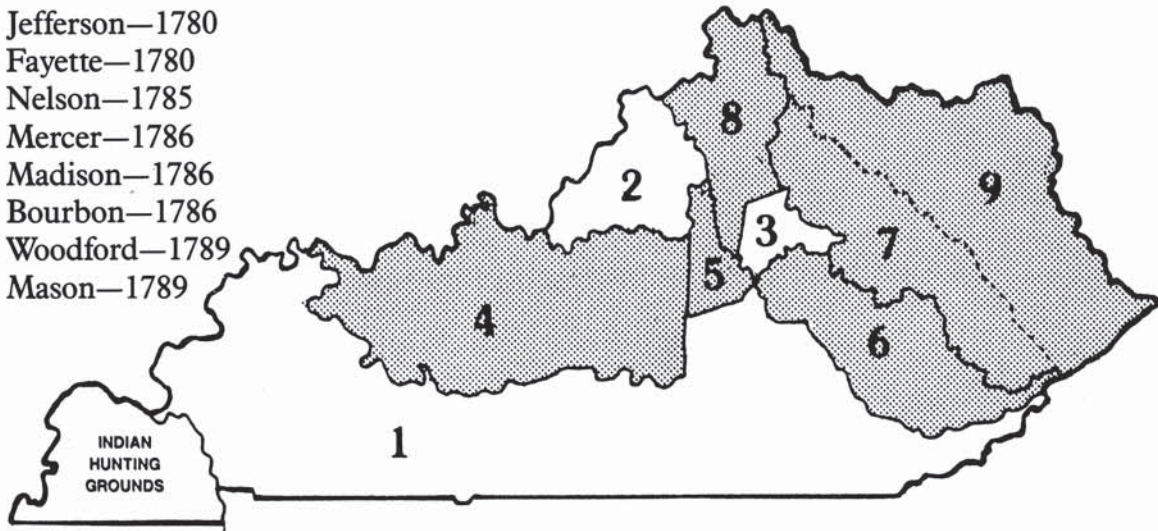 Jefferson—1780
Fayette—1780
Nelson—1785
Mercer—1786
Madison—1786
Bourbon—1786
Woodford—1789
Mason—1789
8
2
9
3
7
5
4
6
1
INDIAN
HUNTING
GROUNDS